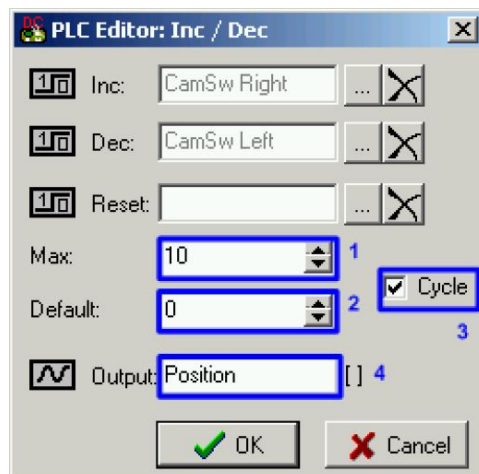 PLC Editor: Inc / Dec
Inc: CamSw Right ...
Dec: CamSw Left ...
Reset: ...
Max: 10 1
Cycle
Default: 0 2
3
Output: Position [ ] 4
OK Cancel